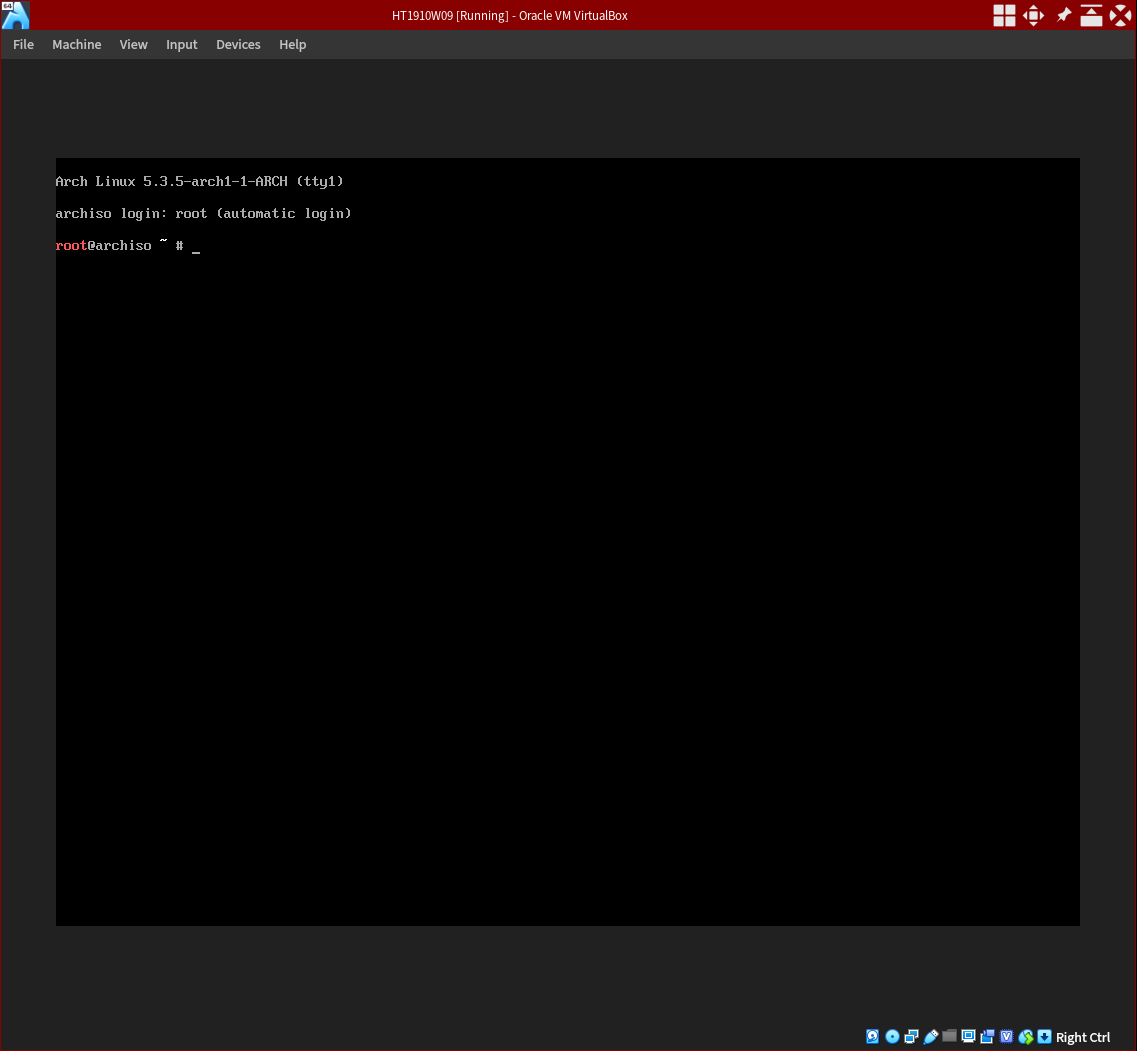 64
HT1910W09 [Running] - Oracle VM VirtualBox
File Machine View Input Devices Help
Arch Linux 5.3.5-arch1-1-ARCH (tty1)
archiso login: root (automatic login)
root@archiso ~ # _
V
Right Ctrl